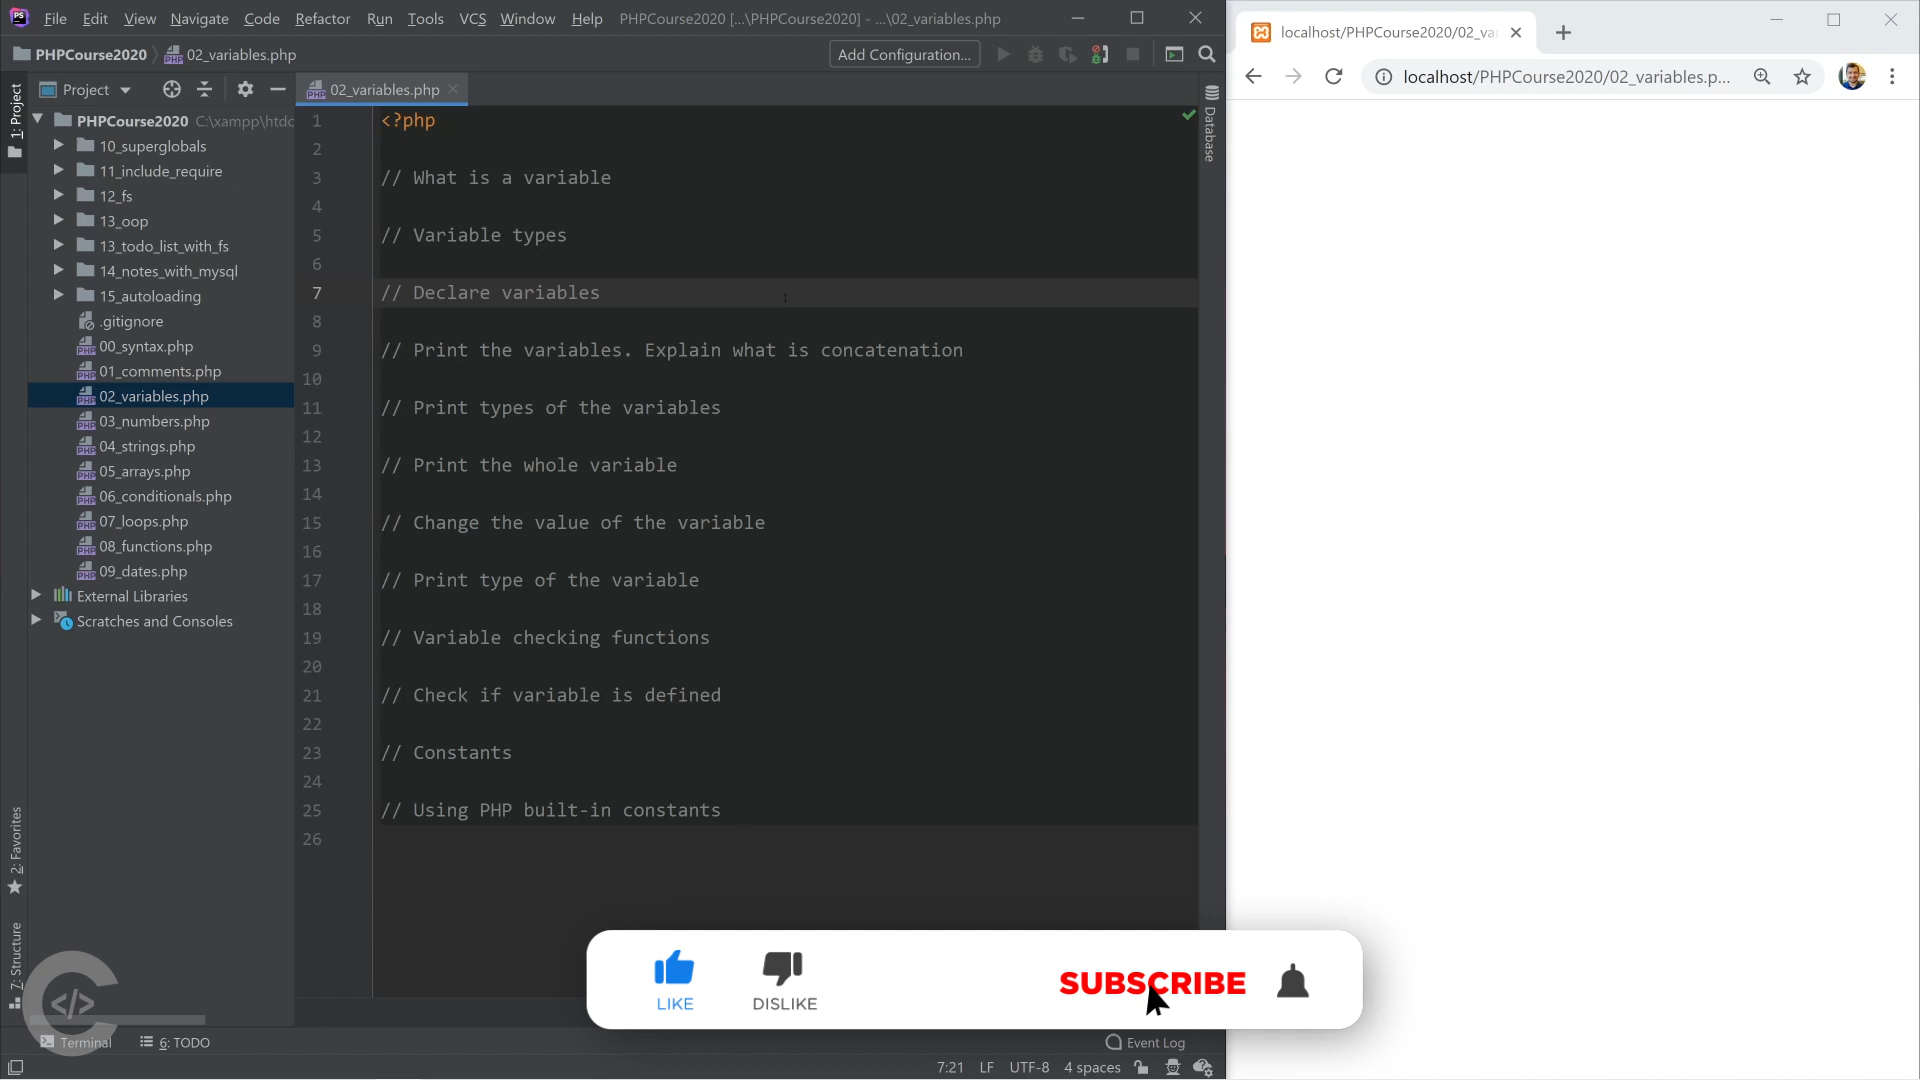 File Edit View Navigate Code Refactor Run Tools VCS Window Help PHPCourse2020 [...\PHPCourse2020] - ...\02_variables.php
PHPCourse2020 02_variables.php Add Configuration...
Project
02_variables.php
1: Project
PHPCourse2020 C:\xampp\htdc
10_superglobals
11_include_require
12_fs
13_oop
13_todo_list_with_fs
14_notes_with_mysql
15_autoloading
.gitignore
00_syntax.php
01_comments.php
02_variables.php
03_numbers.php
04_strings.php
05_arrays.php
06_conditionals.php
07_loops.php
08_functions.php
09_dates.php
External Libraries
Scratches and Consoles
2: Favorites
7: Structure
1 <?php
2
3 // What is a variable
4
5 // Variable types
6
7 // Declare variables
8
9 // Print the variables. Explain what is concatenation
10
11 // Print types of the variables
12
13 // Print the whole variable
14
15 // Change the value of the variable
16
17 // Print type of the variable
18
19 // Variable checking functions
20
21 // Check if variable is defined
22
23 // Constants
24
25 // Using PHP built-in constants
26
Database
localhost/PHPCourse2020/02_va
localhost/PHPCourse2020/02_variables.p...
LIKE DISLIKE SUBSCRIBE
Terminal 6: TODO Event Log
7:21 LF UTF-8 4 spaces